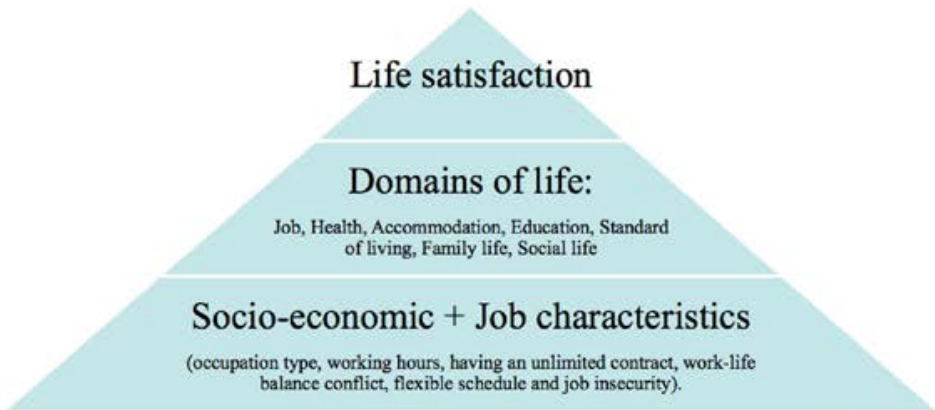 Life satisfaction
Domains of life:
Job, Health, Accommodation, Education, Standard
of living, Family life, Social life
Socio-economic + Job characteristics
(occupation type, working hours, having an unlimited contract, work-life
balance conflict, flexible schedule and job insecurity).